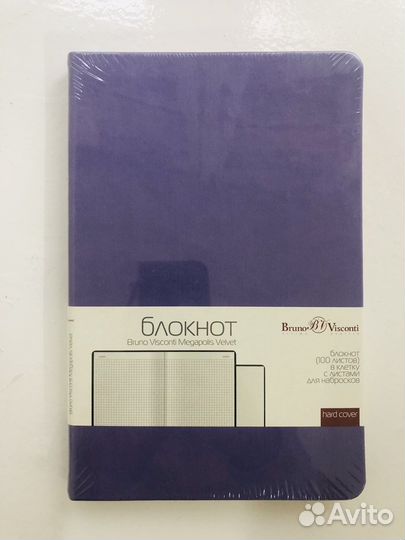 блокнот
Bruno Visconti Megapolis Velvet
Bruno BV Visconti
блокнот
(100 листов)
в клетку
с листами
для набросков
hard cover
Bruno Visconti Megapolis Velvet
Avito